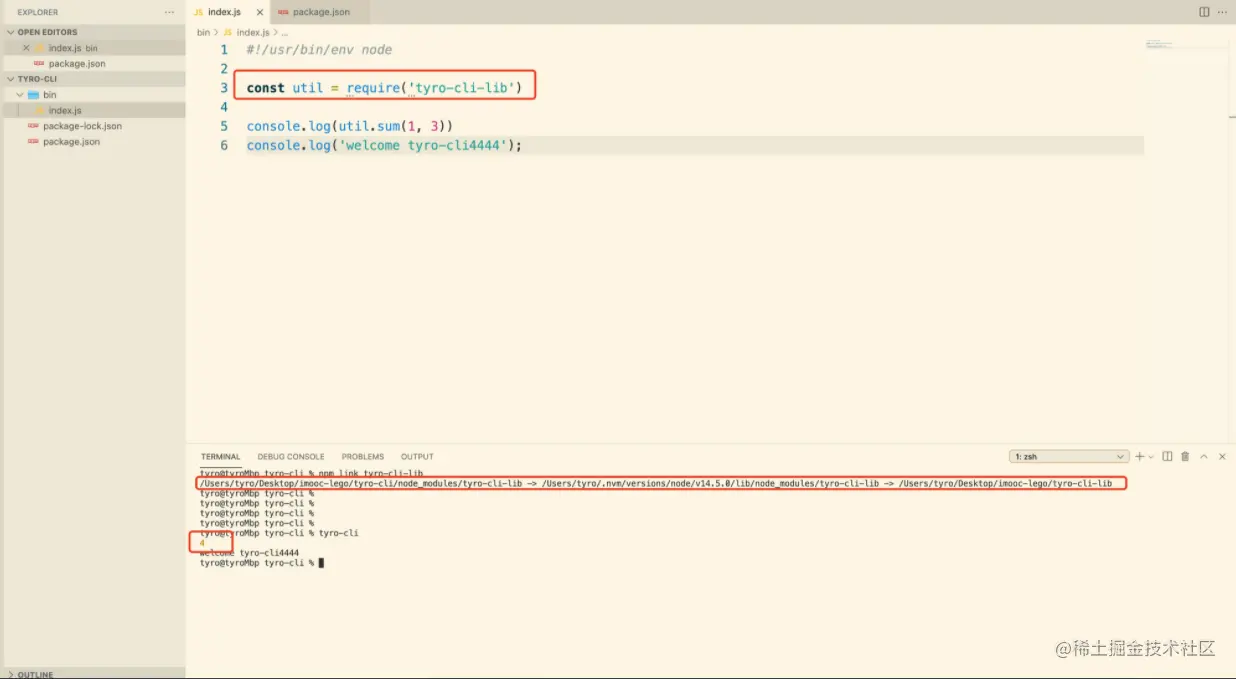 EXPLORER
OPEN EDITORS
index.js bin
package.json
TYRO-CLI
bin
index.js
package-lock.json
package.json
OUTLINE
JS index.js
package.json
bin > JS index.js > ...
1 #!/usr/bin/env node
2
3 const util = require('tyro-cli-lib')
4
5 console.log(util.sum(1, 3))
6 console.log('welcome tyro-cli4444');
TERMINAL DEBUG CONSOLE PROBLEMS OUTPUT
1: zsh
tyro@tyroMbp tyro-cli % npm link tyro-cli-lib
/Users/tyro/Desktop/imooc-lego/tyro-cli/node_modules/tyro-cli-lib -> /Users/tyro/.nvm/versions/node/v14.5.0/lib/node_modules/tyro-cli-lib -> /Users/tyro/Desktop/imooc-lego/tyro-cli-lib
tyro@tyroMbp tyro-cli %
tyro@tyroMbp tyro-cli %
tyro@tyroMbp tyro-cli %
tyro@tyroMbp tyro-cli %
tyro@tyroMbp tyro-cli % tyro-cli
4
welcome tyro-cli4444
tyro@tyroMbp tyro-cli %
@稀土掘金技术社区